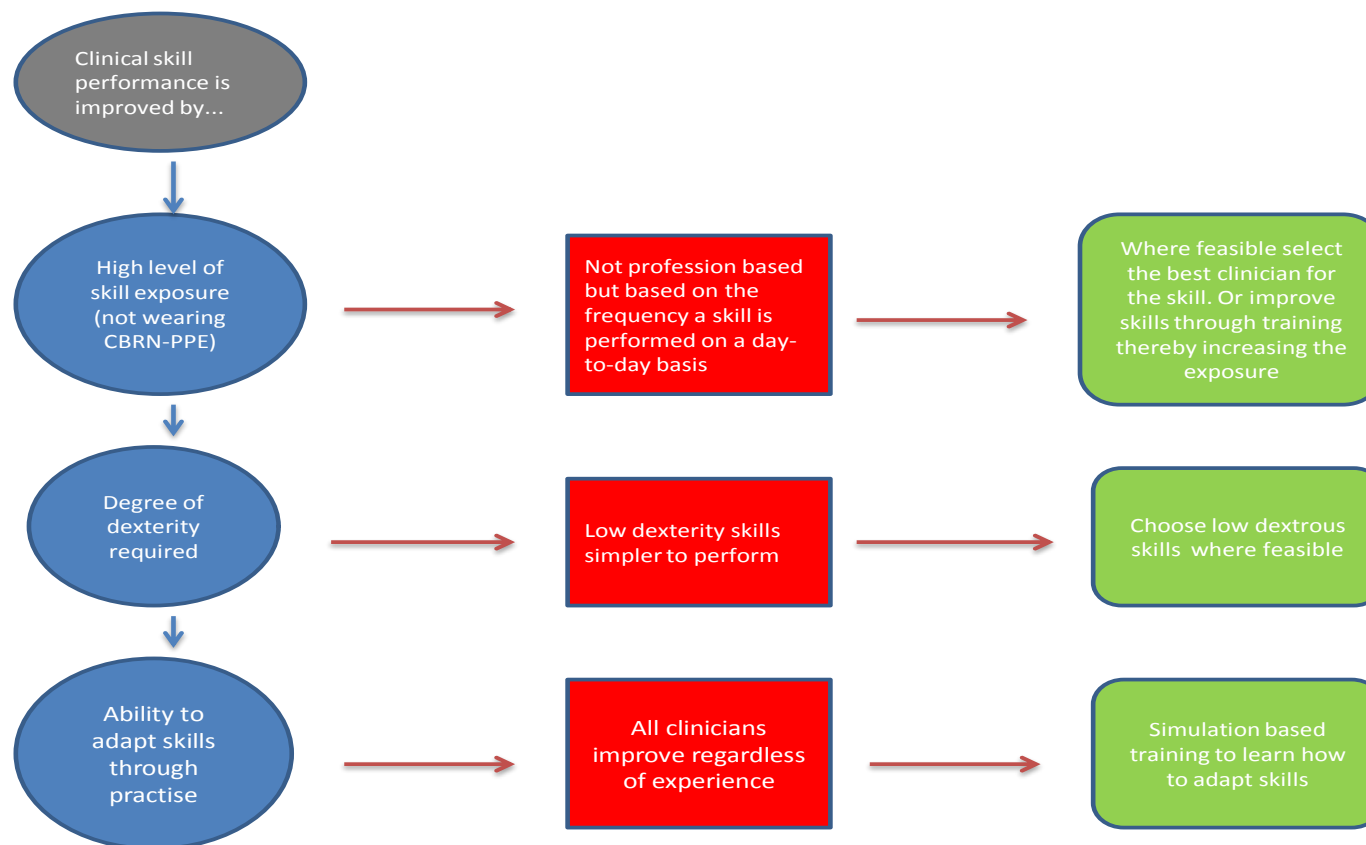 Clinical skill
performance is
improved by...
High level of
skill exposure
(not wearing
CBRN-PPE)
Not profession based
but based on the
frequency a skill is
performed on a day-
to-day basis
Where feasible select
the best clinician for
the skill. Or improve
skills through training
thereby increasing the
exposure
Degree of
dexterity
required
Low dexterity skills
simpler to perform
Choose low dextrous
skills where feasible
Ability to
adapt skills
through
practise
All clinicians
improve regardless
of experience
Simulation based
training to learn how
to adapt skills